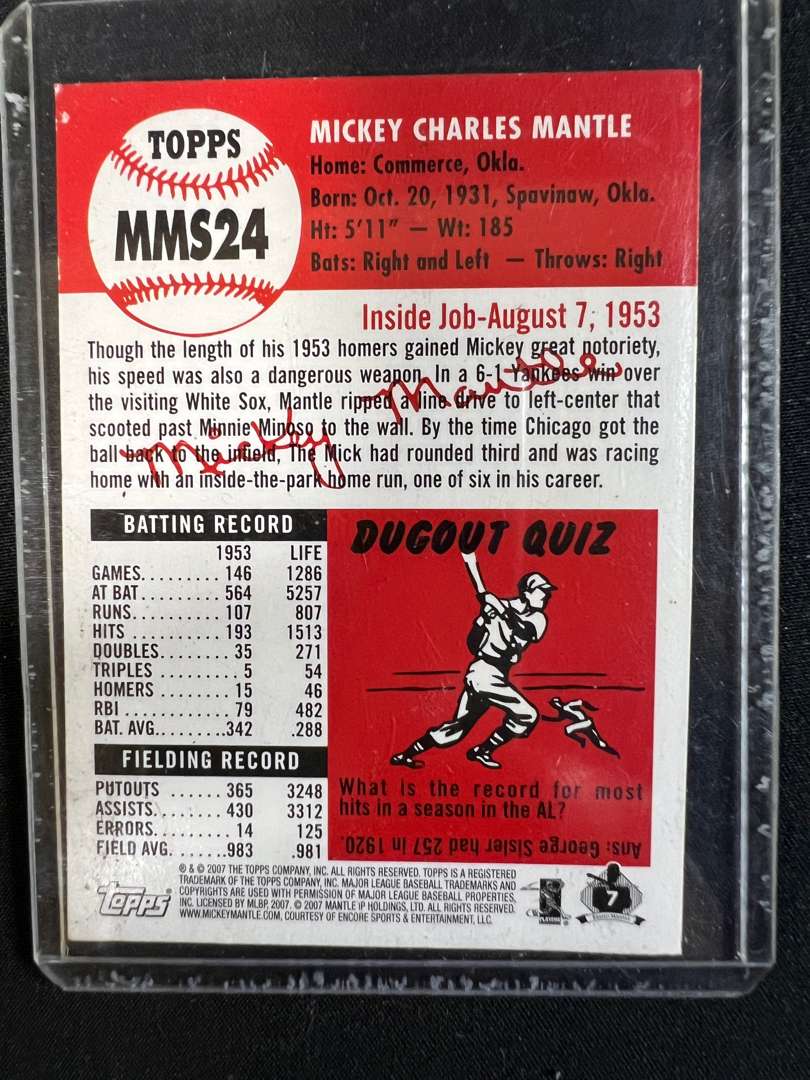 TOPPS
MMS24
MICKEY CHARLES MANTLE
Home: Commerce, Okla.
Born: Oct. 20, 1931, Spavinaw, Okla.
Ht: 5'11" — Wt: 185
Bats: Right and Left — Throws: Right
Inside Job-August 7, 1953
Though the length of his 1953 homers gained Mickey great notoriety,
his speed was also a dangerous weapon. In a 6-1 Yankees win over
the visiting White Sox, Mantle ripped a line drive to left-center that
scooted past Minnie Minoso to the wall. By the time Chicago got the
ball back to the infield, The Mick had rounded third and was racing
home with an inside-the-park home run, one of six in his career.
Mickey Mantle
BATTING RECORD
1953 LIFE
GAMES......... 146 1286
AT BAT......... 564 5257
RUNS.......... 107 807
HITS .......... 193 1513
DOUBLES........ 35 271
TRIPLES ......... 5 54
HOMERS ........ 15 46
RBI ............ 79 482
BAT. AVG.......342 .288
FIELDING RECORD
PUTOUTS ...... 365 3248
ASSISTS........ 430 3312
ERRORS......... 14 125
FIELD AVG.......983 .981
DUGOUT QUIZ
What is the record for most
hits in a season in the AL?
Ans: George Sisler had 257 in 1920.
Topps
® & © 2007 THE TOPPS COMPANY, INC. ALL RIGHTS RESERVED. TOPPS IS A REGISTERED
TRADEMARK OF THE TOPPS COMPANY, INC. MAJOR LEAGUE BASEBALL TRADEMARKS AND
COPYRIGHTS ARE USED WITH PERMISSION OF MAJOR LEAGUE BASEBALL PROPERTIES,
INC. LICENSED BY MLBP, 2007. © 2007 MANTLE IP HOLDINGS, LTD. ALL RIGHTS RESERVED.
WWW.MICKEYMANTLE.COM, COURTESY OF ENCORE SPORTS & ENTERTAINMENT, LLC.
7